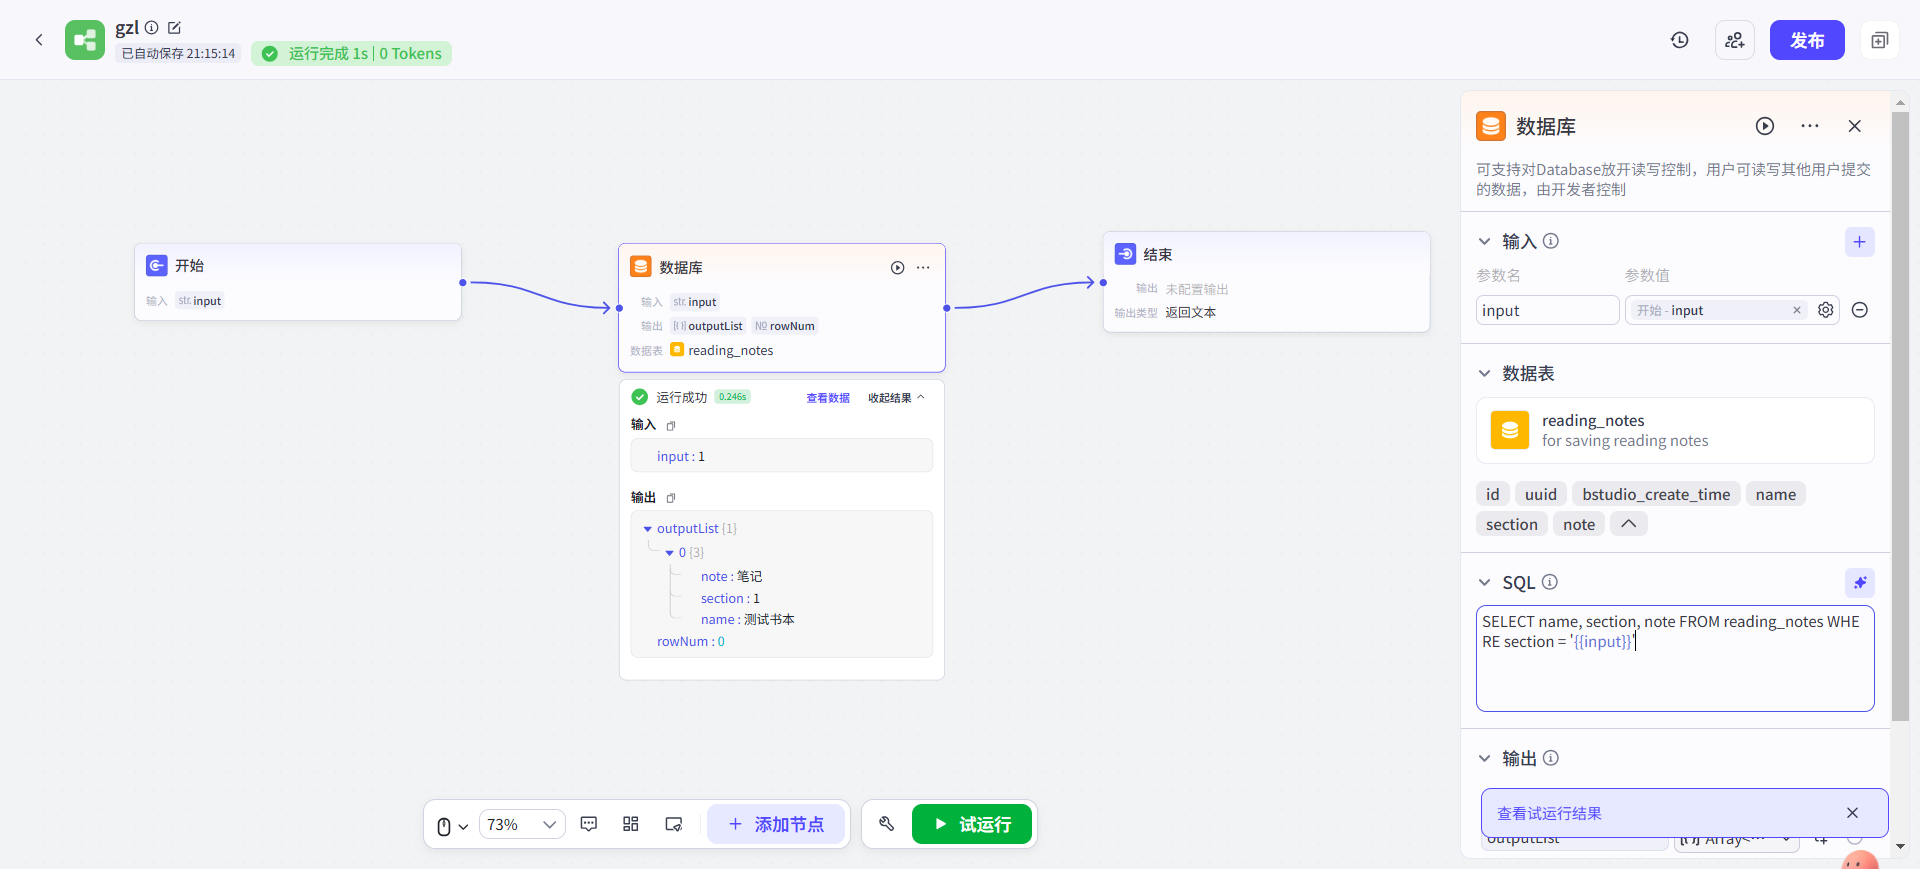 gzl
已自动保存 21:15:14
运行完成 1s | 0 Tokens
发布
开始
输入 str. input
数据库
输入 str. input
输出 [{}] outputList № rowNum
数据表 reading_notes
运行成功 0.246s 查看数据 收起结果
输入
input : 1
输出
outputList {1}
0 {3}
note : 笔记
section : 1
name : 测试书本
rowNum : 0
结束
输出 未配置输出
输出类型 返回文本
73%
添加节点
试运行
数据库
可支持对Database放开读写控制，用户可读写其他用户提交
的数据，由开发者控制
输入
参数名 参数值
input 开始 - input
数据表
reading_notes
for saving reading notes
id uuid bstudio_create_time name
section note
SQL
SELECT name, section, note FROM reading_notes WHE
RE section = '{{input}}'
输出
查看试运行结果
outputList [{}] Array<